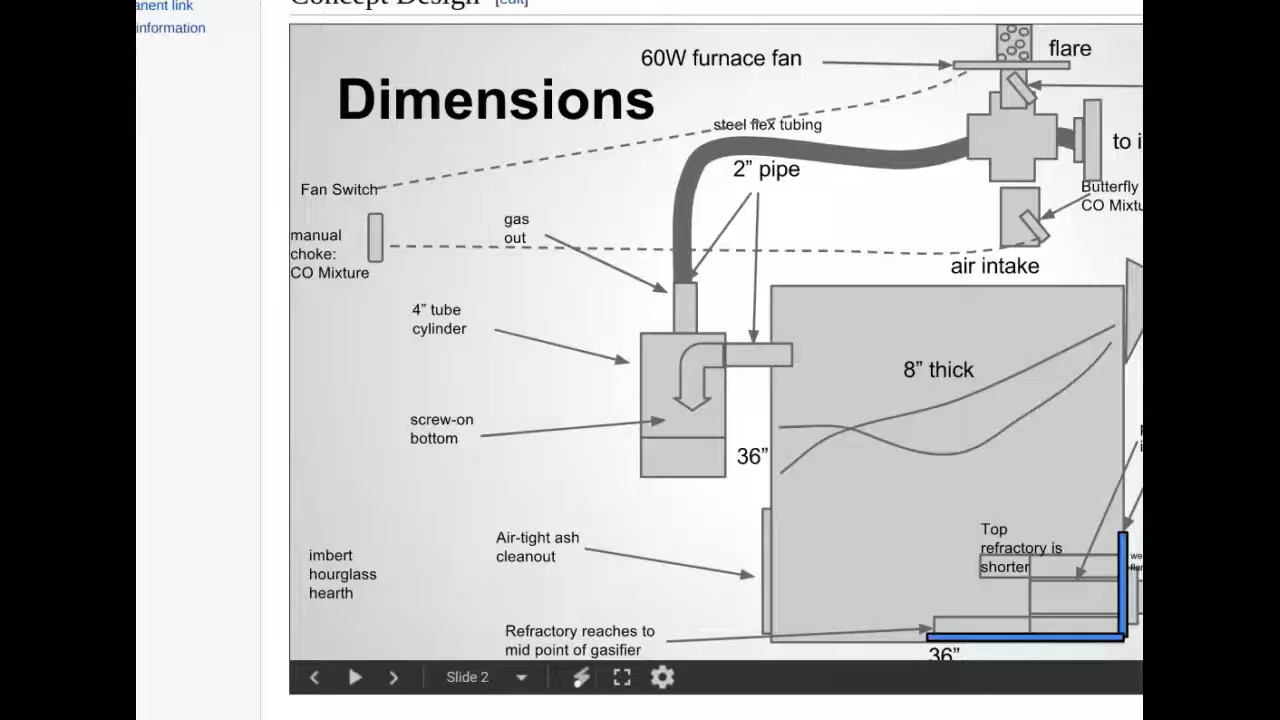 anent link
information
Concept Design [edit]
60W furnace fan
flare
Dimensions
steel flex tubing
to i
2” pipe
Fan Switch
Butterfly
CO Mixtu
gas
out
manual
choke:
CO Mixture
air intake
4” tube
cylinder
8” thick
screw-on
bottom
36”
Top
refractory is
shorter
Air-tight ash
cleanout
imbert
hourglass
hearth
Refractory reaches to
mid point of gasifier
36”
Slide 2